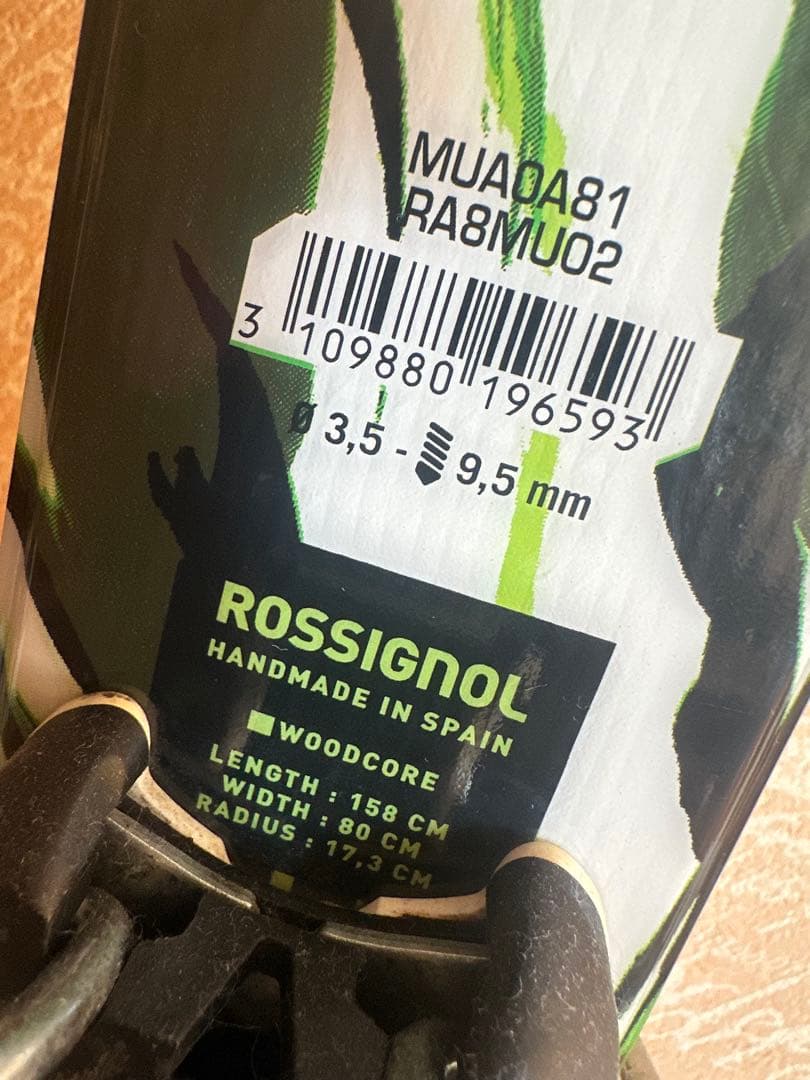 MUA0A81
RA8MU02
3 109880 196593
Ø 3,5 - 9,5 mm
ROSSIGNOL
HANDMADE IN SPAIN
WOODCORE
LENGTH : 158 CM
WIDTH : 80 CM
RADIUS : 17,3 CM